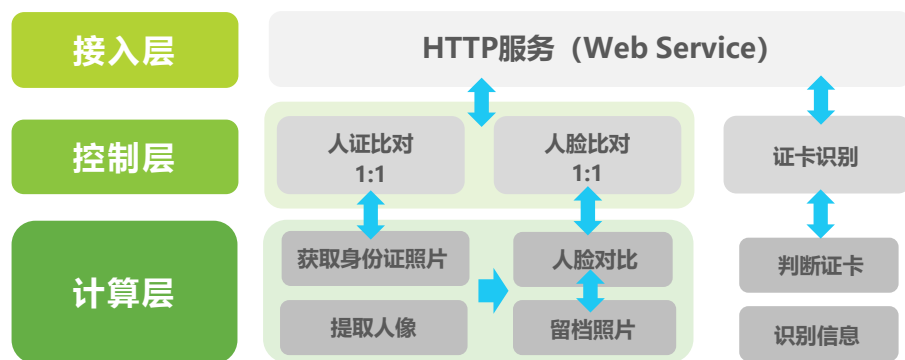 接入层
HTTP服务（Web Service）
控制层
人证比对
1:1
人脸比对
1:1
证卡识别
计算层
获取身份证照片
人脸对比
判断证卡
提取人像
留档照片
识别信息